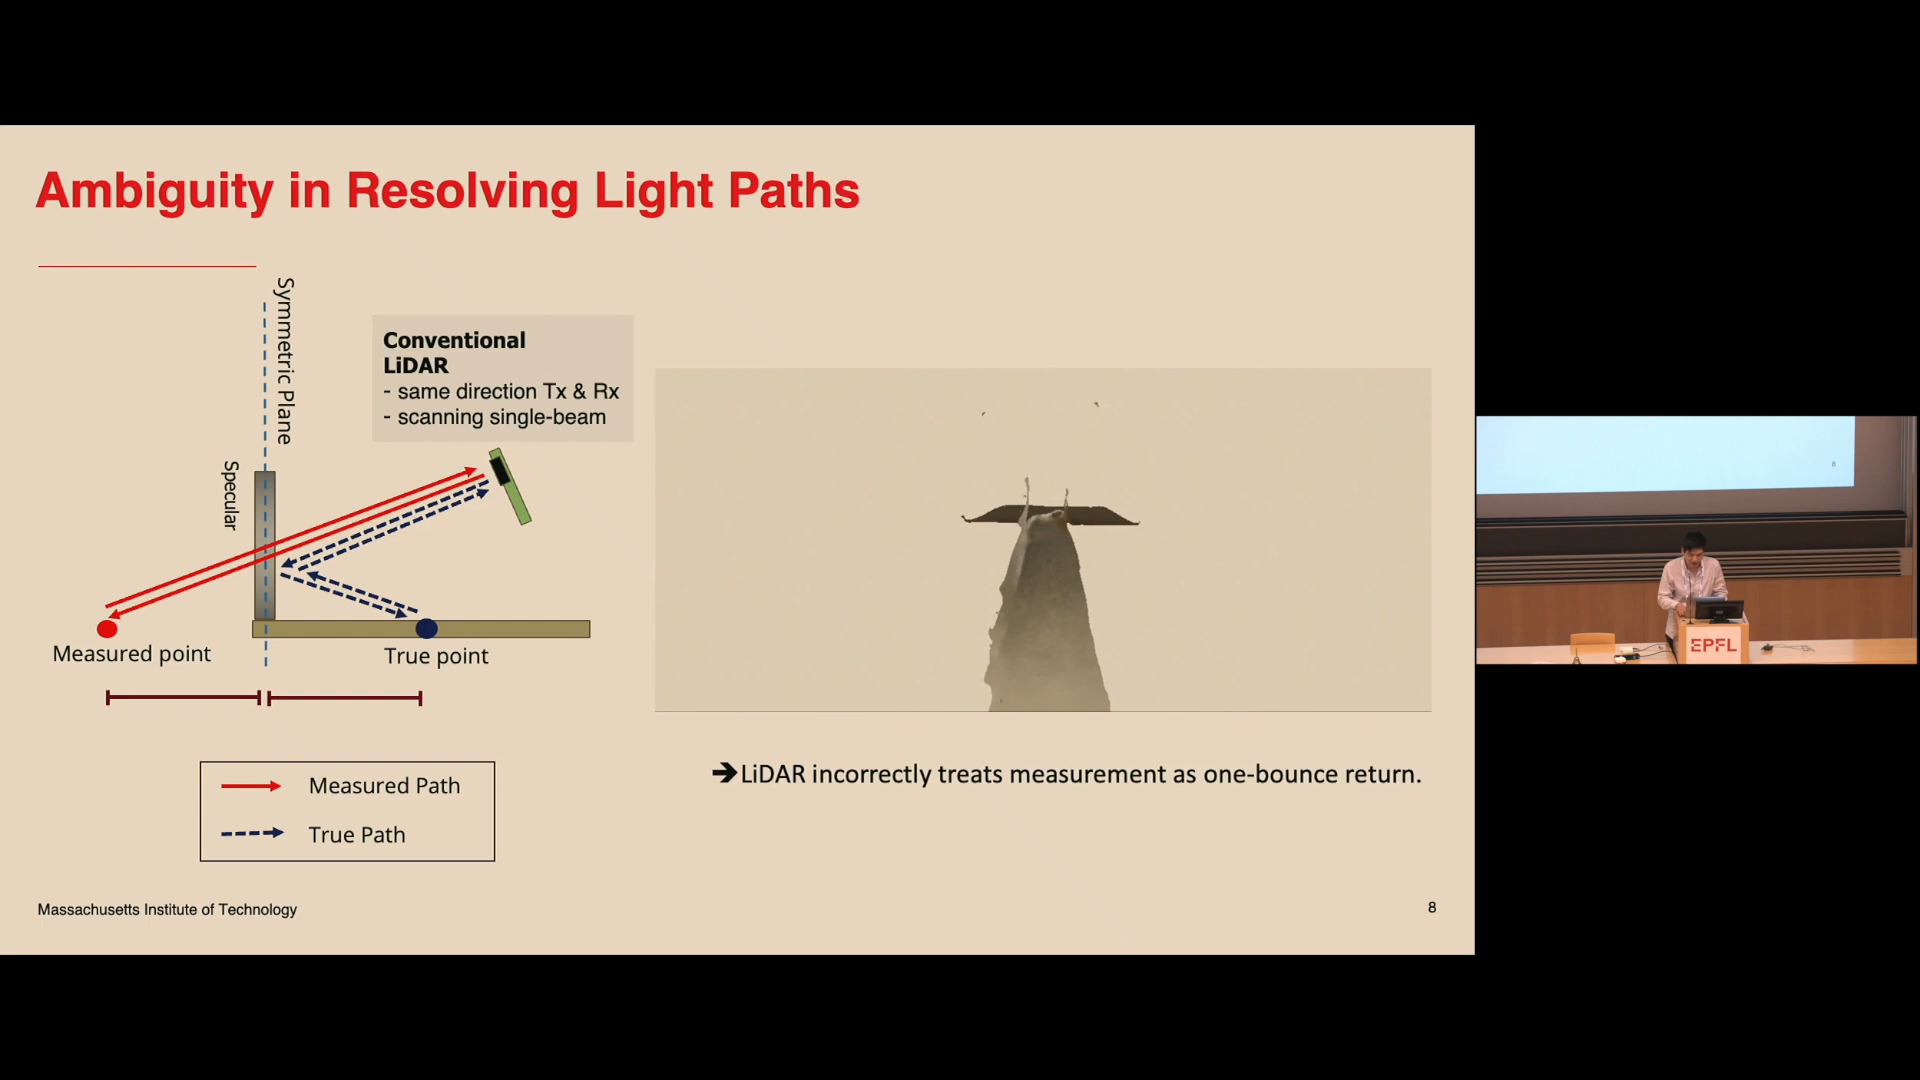 Ambiguity in Resolving Light Paths
Symmetric Plane
Specular
Conventional
LiDAR
- same direction Tx & Rx
- scanning single-beam
Measured point
True point
Measured Path
True Path
➔LiDAR incorrectly treats measurement as one-bounce return.
Massachusetts Institute of Technology
8
8
EPFL